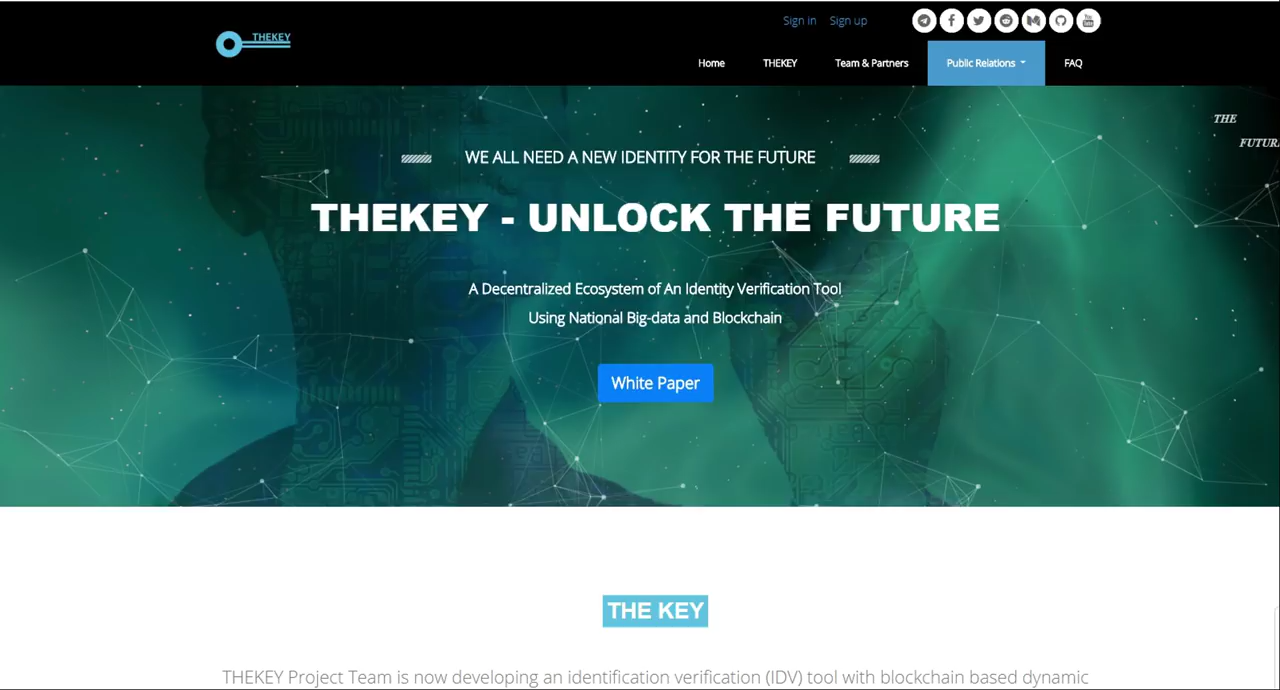 Sign in Sign up
You Tube
THEKEY
Home THEKEY Team & Partners Public Relations FAQ
THE
FUTUR
WE ALL NEED A NEW IDENTITY FOR THE FUTURE
THEKEY - UNLOCK THE FUTURE
A Decentralized Ecosystem of An Identity Verification Tool
Using National Big-data and Blockchain
White Paper
THE KEY
THEKEY Project Team is now developing an identification verification (IDV) tool with blockchain based dynamic